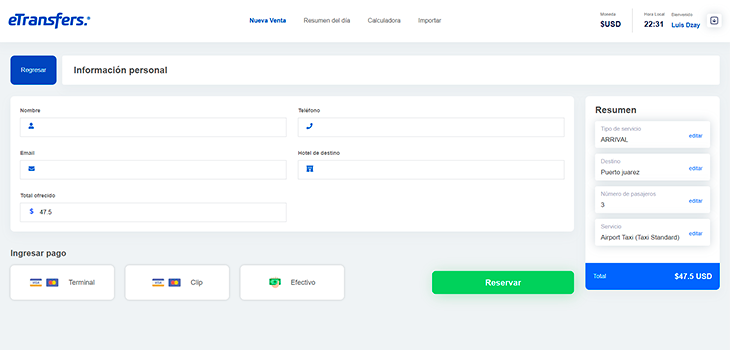 eTransfers.®
Nueva Venta Resumen del día Calculadora Importar
Moneda
$USD
Hora Local
22:31
Bienvenido
Luis Dzay
Regresar
Información personal
Nombre
Teléfono
Email
Hotel de destino
Total ofrecido
$ 47.5
Ingresar pago
VISA Terminal
VISA Clip
Efectivo
Reservar
Resumen
Tipo de servicio
ARRIVAL
editar
Destino
Puerto juarez
editar
Número de pasajeros
3
editar
Servicio
Airport Taxi (Taxi Standard)
editar
Total $47.5 USD